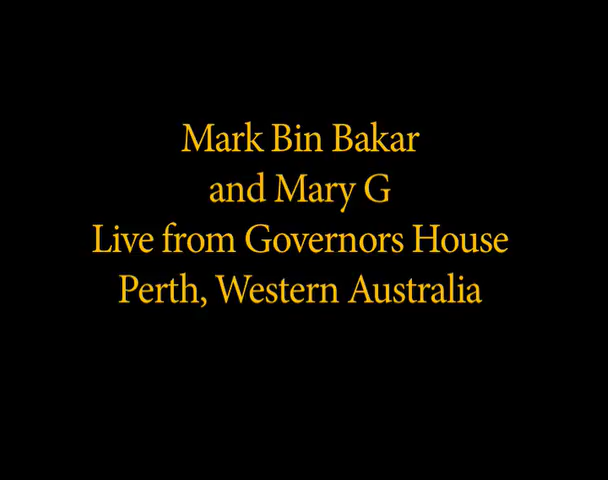 Mark Bin Bakar
and Mary G
Live from Governors House
Perth, Western Australia